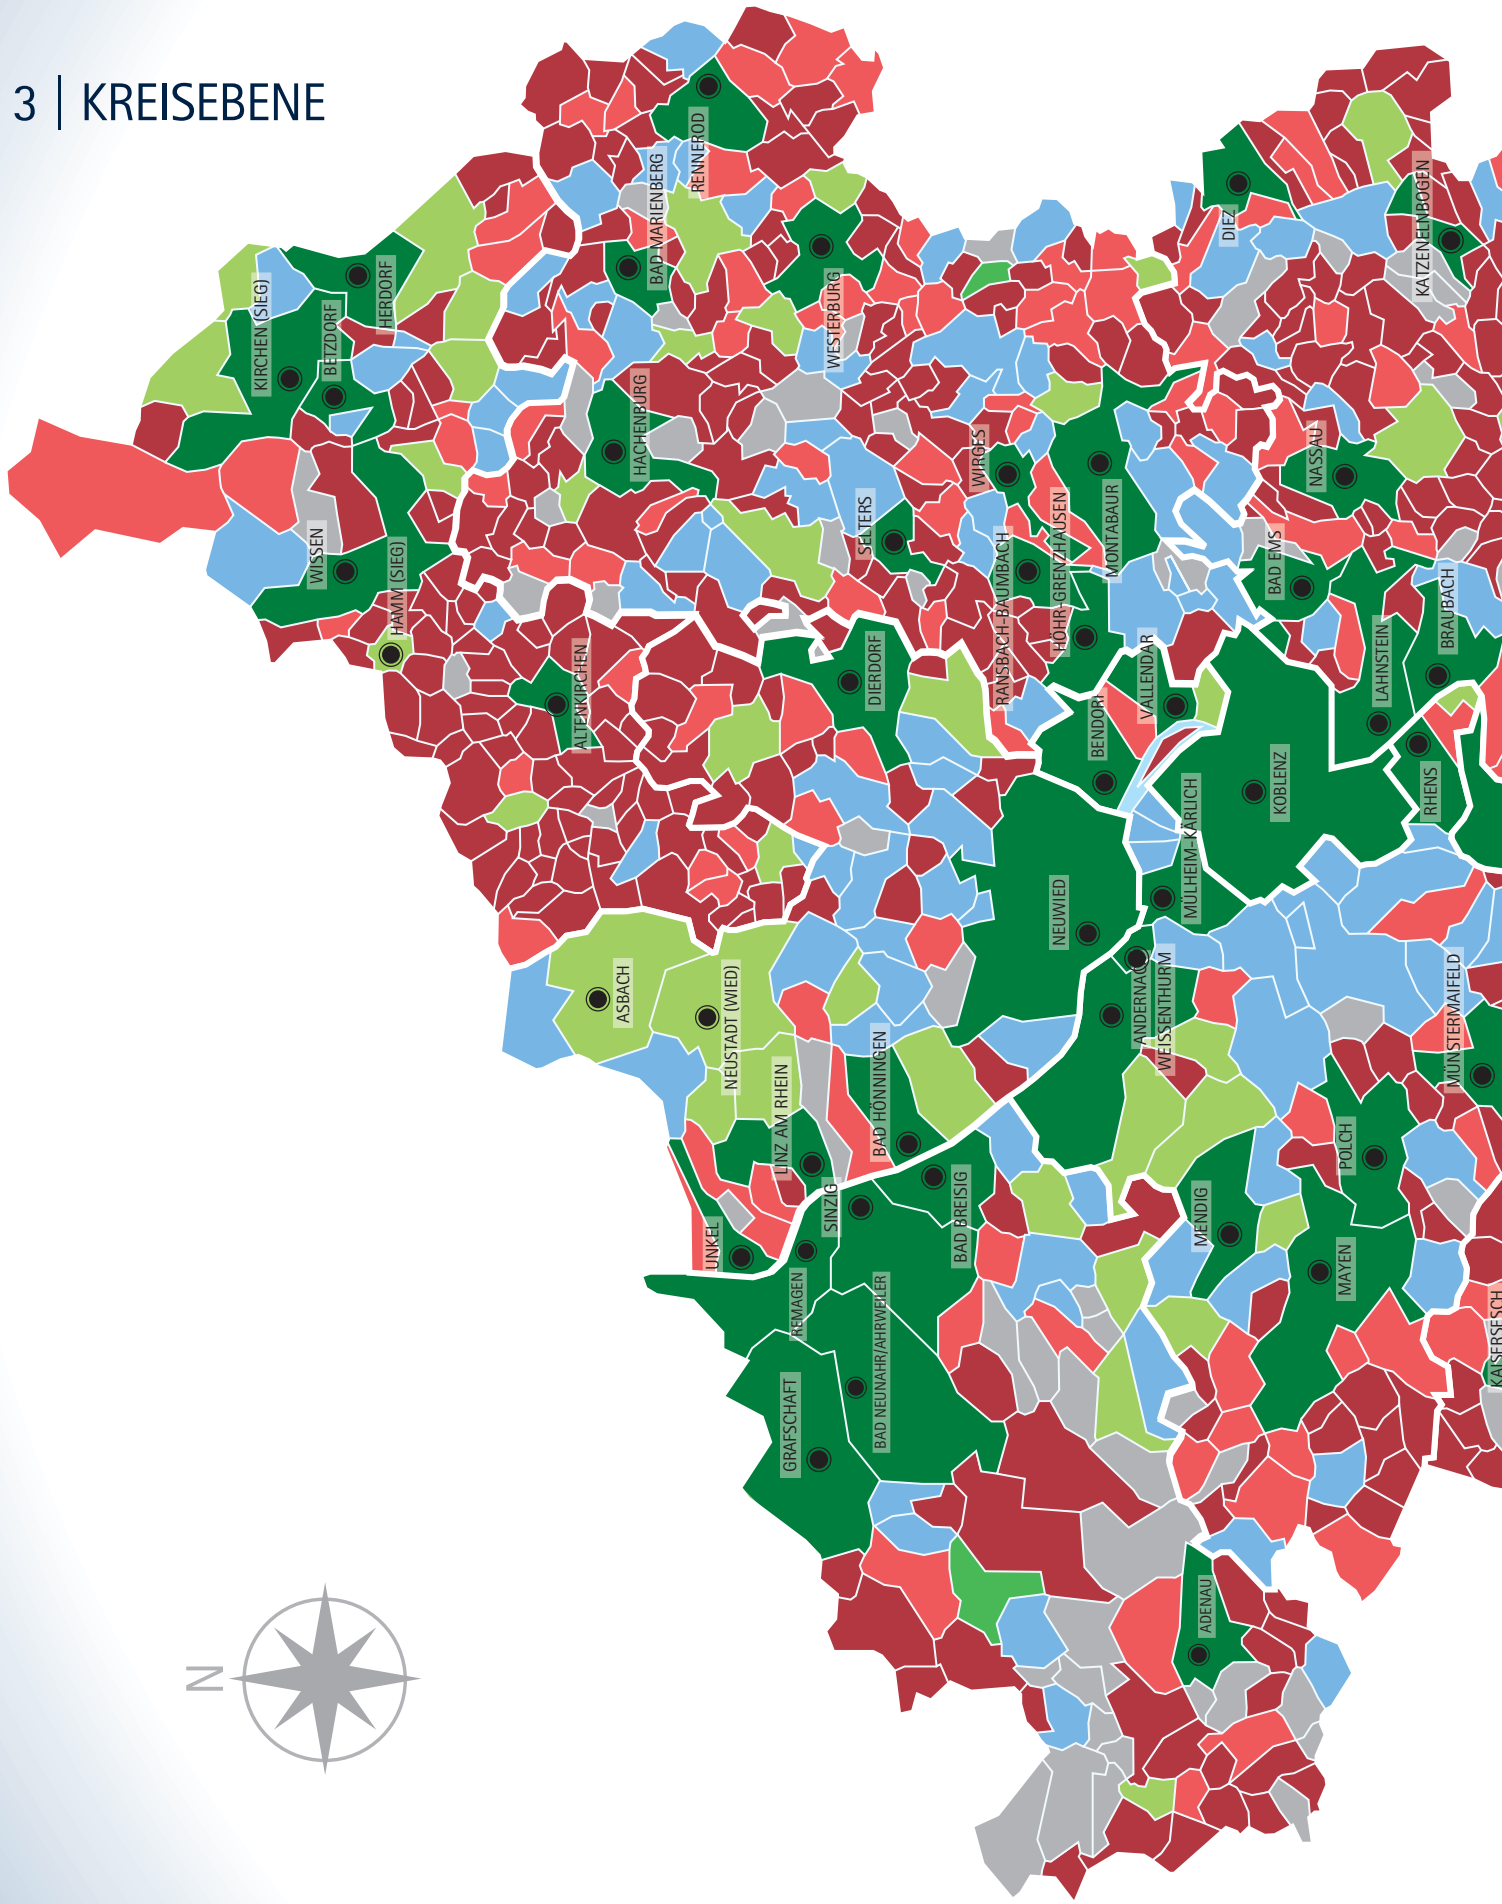 3 | KREISEBENE
RENNEROD
BAD MARIENBERG
DIEZ
KATZENELNBOGEN
KIRCHEN (SIEG)
HERDORF
BETZDORF
WESTERBURG
HACHENBURG
WIRGES
NASSAU
SELTERS
MONTABAUR
HÖHR-GRENZHAUSEN
RANSBACH-BAUMBACH
BAD EMS
WISSEN
HAMM (SIEG)
BRAUBACH
LAHNSTEIN
ALTENKIRCHEN
DIERDORF
VALLENDAR
BENDORF
KOBLENZ
RHENS
MÜLHEIM-KÄRLICH
NEUWIED
ASBACH
NEUSTADT (WIED)
ANDERNAC
WEISSENTHURM
MÜNSTERMAIFELD
LINZ AM RHEIN
BAD HÖNNINGEN
POLCH
UNKEL
SINZIG
BAD BREISIG
MENDIG
MAYEN
REMAGEN
BAD NEUNAHR/AHRWEILER
KAISERSESCH
GRAFSCHAFT
ADENAU
N